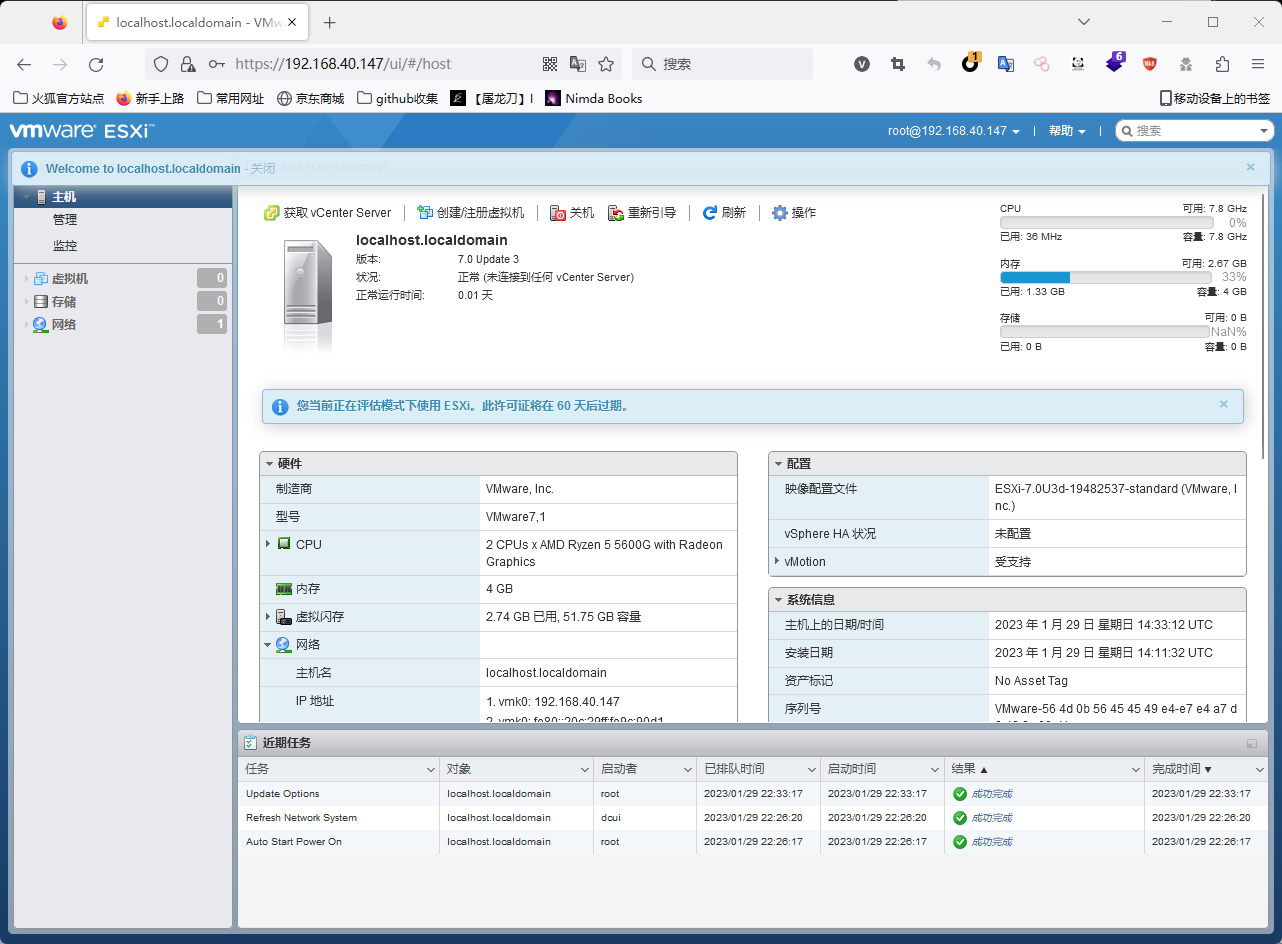 localhost.localdomain - VMw
https://192.168.40.147/ui/#/host
搜索
1
6
火狐官方站点
新手上路
常用网址
京东商城
github收集
【屠龙刀】 I
Nimda Books
移动设备上的书签
vmware ESXi™
root@192.168.40.147
帮助
搜索
Welcome to localhost.localdomain - 关闭
主机
管理
监控
虚拟机 0
存储 0
网络 1
获取 vCenter Server
创建/注册虚拟机
关机
重新引导
刷新
操作
localhost.localdomain
版本: 7.0 Update 3
状况: 正常 (未连接到任何 vCenter Server)
正常运行时间: 0.01 天
CPU 可用: 7.8 GHz
0%
已用: 36 MHz 容量: 7.8 GHz
内存 可用: 2.67 GB
33%
已用: 1.33 GB 容量: 4 GB
存储 可用: 0 B
NaN%
已用: 0 B 容量: 0 B
您当前正在评估模式下使用 ESXi。此许可证将在 60 天后过期。
硬件
制造商 VMware, Inc.
型号 VMware7,1
CPU 2 CPUs x AMD Ryzen 5 5600G with Radeon
Graphics
内存 4 GB
虚拟闪存 2.74 GB 已用, 51.75 GB 容量
网络
主机名 localhost.localdomain
IP 地址 1. vmk0: 192.168.40.147
2. vmk0: fe80::20c:29ff:fe9c:90d1
配置
映像配置文件 ESXi-7.0U3d-19482537-standard (VMware, I
nc.)
vSphere HA 状况 未配置
vMotion 受支持
系统信息
主机上的日期/时间 2023 年 1 月 29 日 星期日 14:33:12 UTC
安装日期 2023 年 1 月 29 日 星期日 14:11:32 UTC
资产标记 No Asset Tag
序列号 VMware-56 4d 0b 56 45 45 49 e4-e7 e4 a7 d
近期任务
任务 对象 启动者 已排队时间 启动时间 结果 ▲ 完成时间 ▼
Update Options localhost.localdomain root 2023/01/29 22:33:17 2023/01/29 22:33:17 成功完成 2023/01/29 22:33:17
Refresh Network System localhost.localdomain dcui 2023/01/29 22:26:20 2023/01/29 22:26:20 成功完成 2023/01/29 22:26:20
Auto Start Power On localhost.localdomain root 2023/01/29 22:26:17 2023/01/29 22:26:17 成功完成 2023/01/29 22:26:17